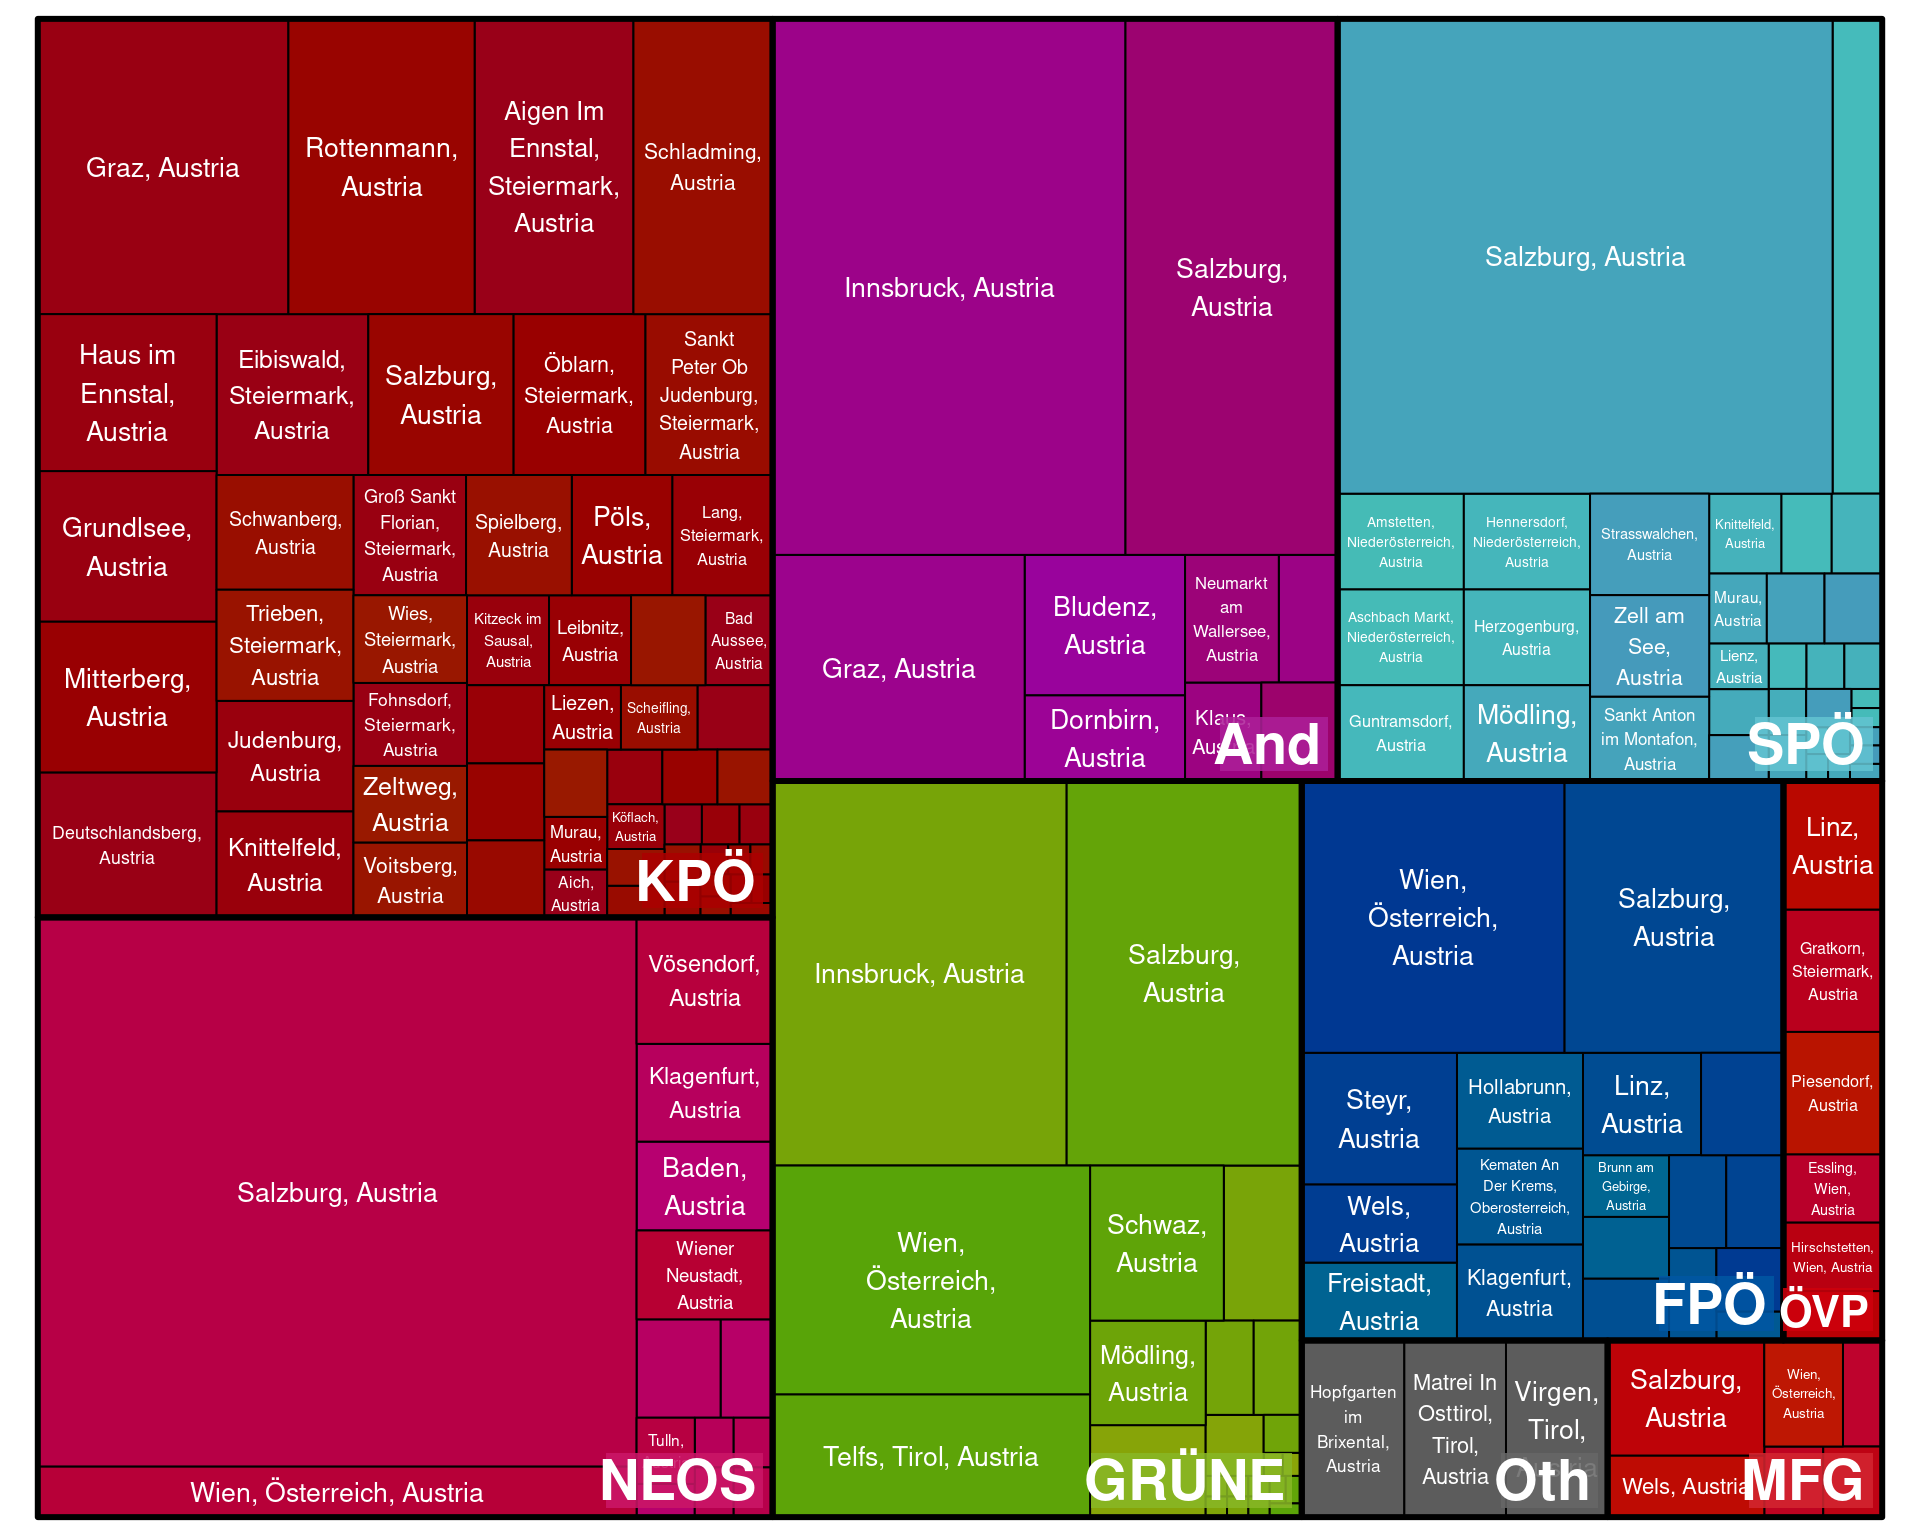 Graz, Austria
Rottenmann,
Austria
Aigen Im
Ennstal,
Steiermark,
Austria
Schladming,
Austria
Haus im
Ennstal,
Austria
Eibiswald,
Steiermark,
Austria
Salzburg,
Austria
Öblarn,
Steiermark,
Austria
Sankt
Peter Ob
Judenburg,
Steiermark,
Austria
Grundlsee,
Austria
Schwanberg,
Austria
Groß Sankt
Florian,
Steiermark,
Austria
Spielberg,
Austria
Pöls,
Austria
Lang,
Steiermark,
Austria
Mitterberg,
Austria
Trieben,
Steiermark,
Austria
Wies,
Steiermark,
Austria
Kitzeck im
Sausal,
Austria
Leibnitz,
Austria
Bad
Aussee,
Austria
Deutschlandsberg,
Austria
Judenburg,
Austria
Fohnsdorf,
Steiermark,
Austria
Liezen,
Austria
Scheifling,
Austria
Knittelfeld,
Austria
Zeltweg,
Austria
Voitsberg,
Austria
Murau,
Austria
Köflach,
Austria
Aich,
Austria
KPÖ
Salzburg, Austria
Vösendorf,
Austria
Klagenfurt,
Austria
Baden,
Austria
Wiener
Neustadt,
Austria
Tulln,
Wien, Österreich, Austria
NEOS
Innsbruck, Austria
Salzburg,
Austria
Graz, Austria
Bludenz,
Austria
Dornbirn,
Austria
Neumarkt
am
Wallersee,
Austria
Klaus,
Austria
And
Salzburg, Austria
Amstetten,
Niederösterreich,
Austria
Hennersdorf,
Niederösterreich,
Austria
Strasswalchen,
Austria
Knittelfeld,
Austria
Aschbach Markt,
Niederösterreich,
Austria
Herzogenburg,
Austria
Zell am
See,
Austria
Murau,
Austria
Lienz,
Austria
Guntramsdorf,
Austria
Mödling,
Austria
Sankt Anton
im Montafon,
Austria
SPÖ
Innsbruck, Austria
Salzburg,
Austria
Wien,
Österreich,
Austria
Schwaz,
Austria
Mödling,
Austria
Telfs, Tirol, Austria
GRÜNE
Wien,
Österreich,
Austria
Salzburg,
Austria
Steyr,
Austria
Hollabrunn,
Austria
Linz,
Austria
Wels,
Austria
Kematen An
Der Krems,
Oberosterreich,
Austria
Brunn am
Gebirge,
Austria
Freistadt,
Austria
Klagenfurt,
Austria
FPÖ
Linz,
Austria
Gratkorn,
Steiermark,
Austria
Piesendorf,
Austria
Essling,
Wien,
Austria
Hirschstetten,
Wien, Austria
ÖVP
Hopfgarten
im
Brixental,
Austria
Matrei In
Osttirol,
Tirol,
Austria
Virgen,
Tirol,
Austria
Oth
Salzburg,
Austria
Wien,
Österreich,
Austria
Wels, Austria
MFG